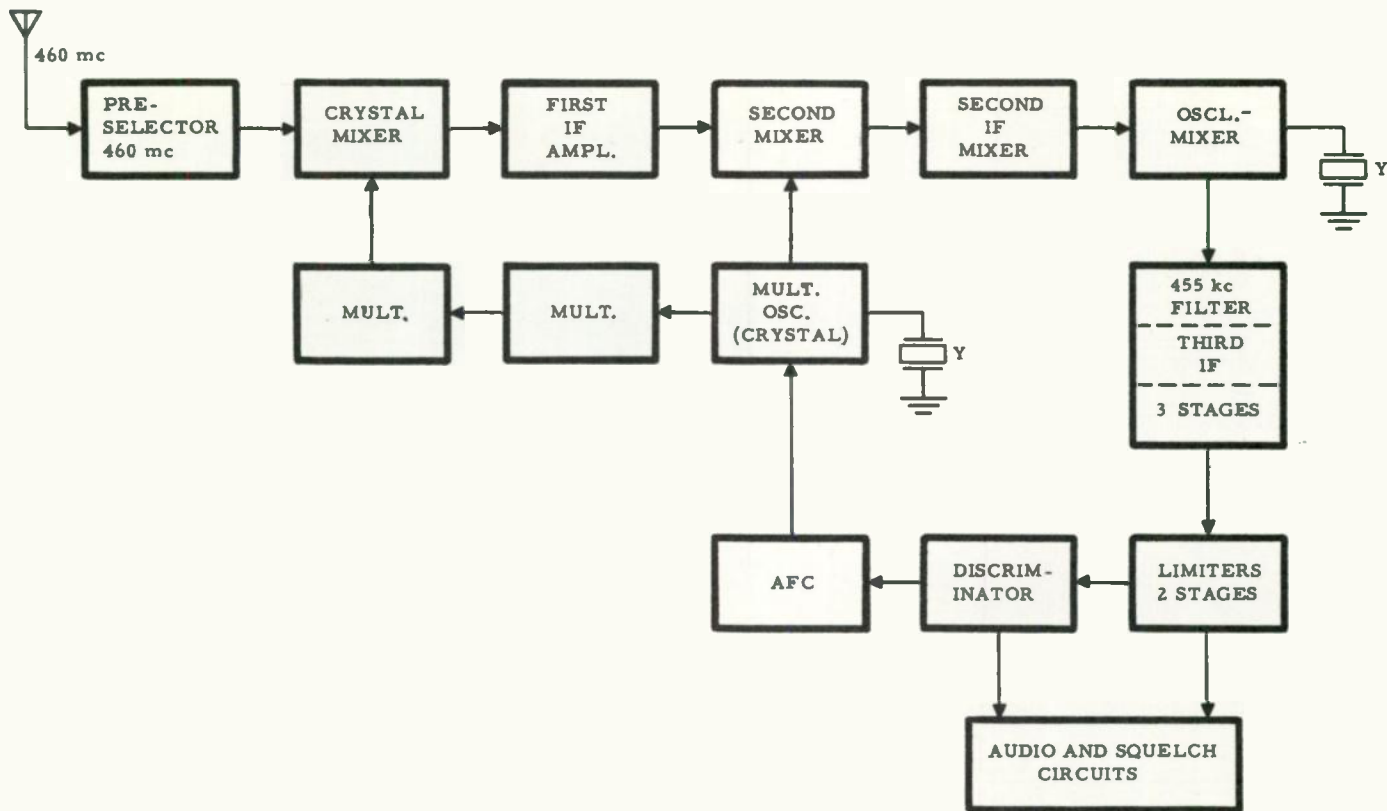 460 mc
PRE-
SELECTOR
460 mc
CRYSTAL
MIXER
FIRST
IF
AMPL.
SECOND
MIXER
SECOND
IF
MIXER
OSCL.-
MIXER
Y
MULT.
MULT.
MULT.
OSC.
(CRYSTAL)
Y
455 kc
FILTER
THIRD
IF
3 STAGES
AFC
DISCRIM-
INATOR
LIMITERS
2 STAGES
AUDIO AND SQUELCH
CIRCUITS